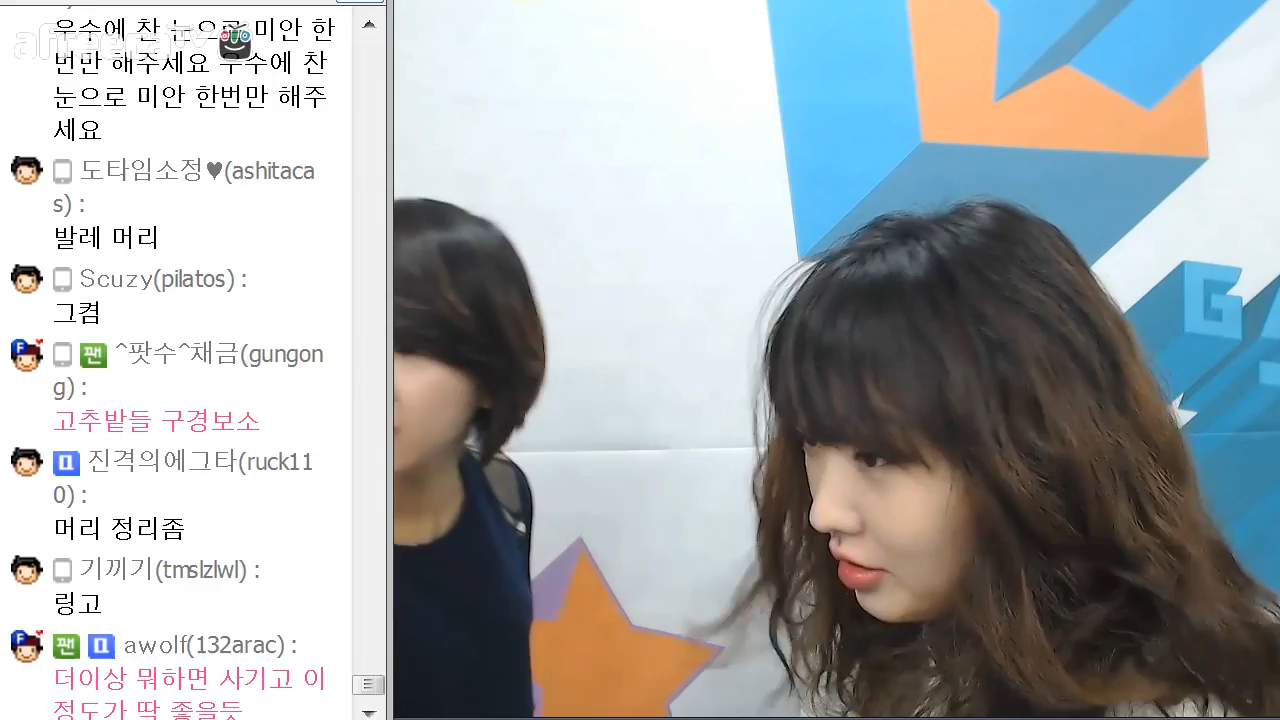 우수에 찬 눈으로 미안 한
번만 해주세요 우수에 찬
눈으로 미안 한번만 해주
세요
도타임소정♥(ashitaca
s) :
발레 머리
Scuzy(pilatos) :
그켬
팬 ^팟수^채금(gungon
g) :
고추밭들 구경보소
진격의에그타(ruck11
0) :
머리 정리좀
기끼기(tmslzlwl) :
링고
팬 awolf(132arac) :
더이상 뭐하면 사기고 이
정도가 딱 좋을듯
afreecaTV
GA